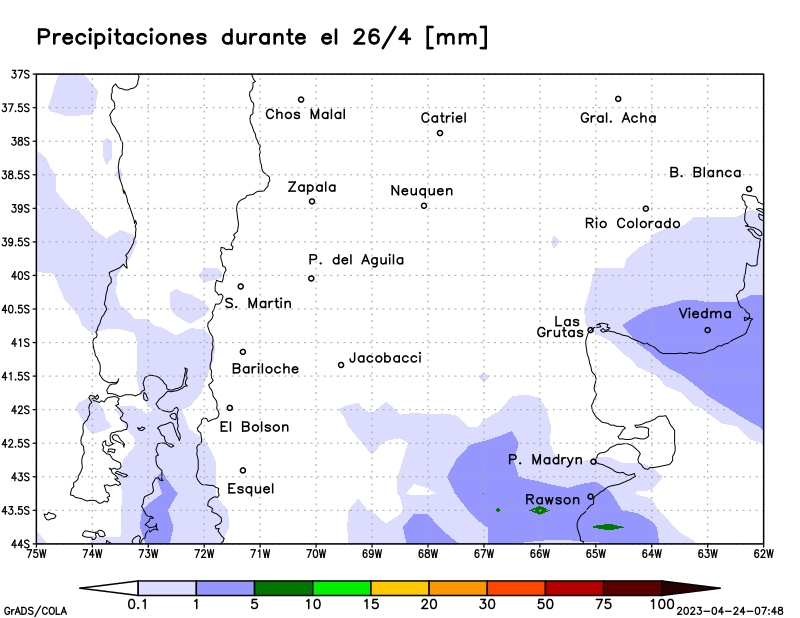 Precipitaciones durante el 26/4 [mm]
37S
37.5S
38S
38.5S
39S
39.5S
40S
40.5S
41S
41.5S
42S
42.5S
43S
43.5S
44S
Chos Malal
Catriel
Gral. Acha
B. Blanca
Zapala
Neuquen
Rio Colorado
P. del Aguila
S. Martin
Viedma
Las
Grutas
Jacobacci
Bariloche
El Bolson
P. Madryn
Esquel
Rawson
75W 74W 73W 72W 71W 70W 69W 68W 67W 66W 65W 64W 63W 62W
0.1 1 5 10 15 20 30 50 75 100
GrADS/COLA 2023-04-24-07:48